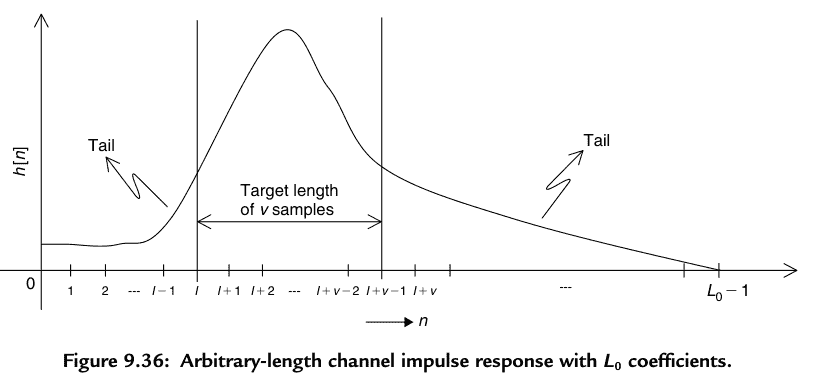 h[n]
Tail
Tail
Target length
of v samples
0
1 2 --- l−1 l l+1 l+2 --- l+v−2 l+v−1 l+v --- L₀−1
n
Figure 9.36: Arbitrary-length channel impulse response with L₀ coefficients.